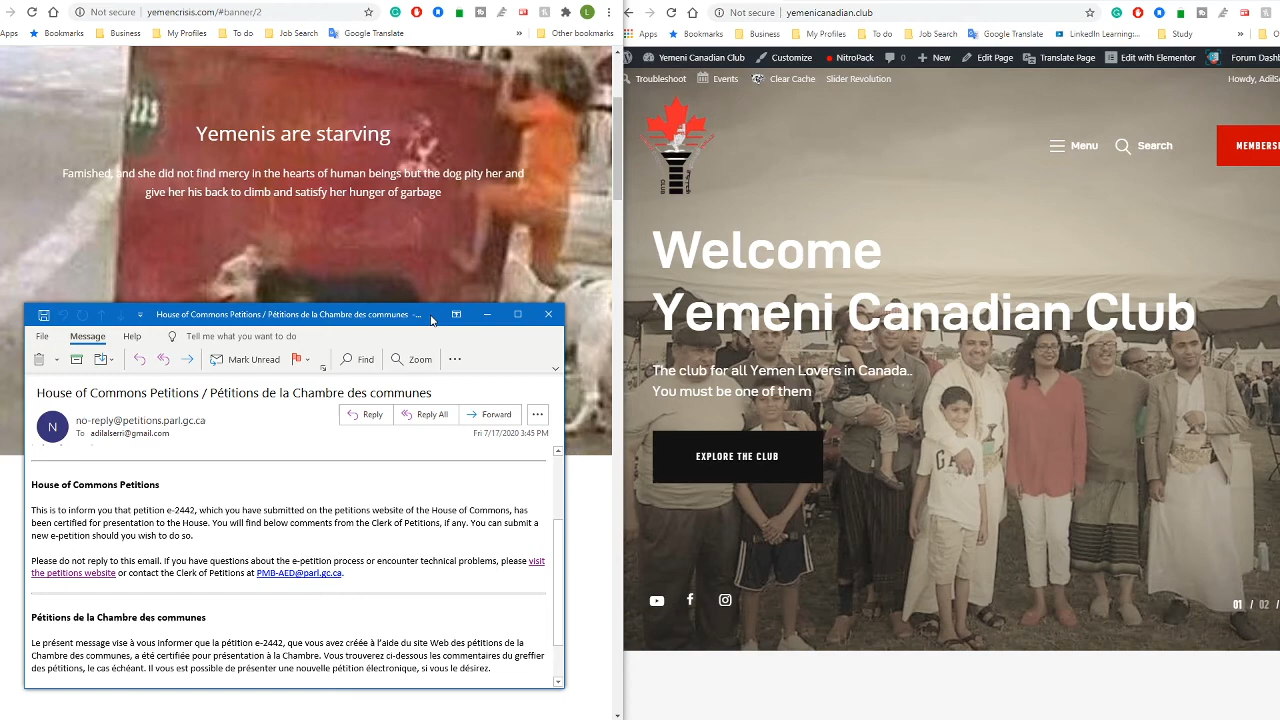 Not secure | yemencrisis.com/#banner/2
Apps
Bookmarks
Business
My Profiles
To do
Job Search
Google Translate
»
Other bookmarks
225
Yemenis are starving
Famished, and she did not find mercy in the hearts of human beings but the dog pity her and
give her his back to climb and satisfy her hunger of garbage
House of Commons Petitions / Pétitions de la Chambre des communes -...
File
Message
Help
Tell me what you want to do
Mark Unread
Find
Zoom
House of Commons Petitions / Pétitions de la Chambre des communes
N
no-reply@petitions.parl.gc.ca
To adilalserri@gmail.com
Reply
Reply All
Forward
Fri 7/17/2020 3:45 PM
House of Commons Petitions
This is to inform you that petition e-2442, which you have submitted on the petitions website of the House of Commons, has
been certified for presentation to the House. You will find below comments from the Clerk of Petitions, if any. You can submit a
new e-petition should you wish to do so.
Please do not reply to this email. If you have questions about the e-petition process or encounter technical problems, please visit
the petitions website or contact the Clerk of Petitions at PMB-AED@parl.gc.ca.
Pétitions de la Chambre des communes
Le présent message vise à vous informer que la pétition e-2442, que vous avez créée à l'aide du site Web des pétitions de la
Chambre des communes, a été certifiée pour présentation à la Chambre. Vous trouverez ci-dessous les commentaires du greffier
des pétitions, le cas échéant. Il vous est possible de présenter une nouvelle pétition électronique, si vous le désirez.
Not secure | yemenicanadian.club
Apps
Bookmarks
Business
My Profiles
To do
Job Search
Google Translate
LinkedIn Learning:...
Study
»
Yemeni Canadian Club
Customize
NitroPack
0
New
Edit Page
Translate Page
Edit with Elementor
Forum Dashb
Troubleshoot
Events
Clear Cache
Slider Revolution
Howdy, AdilSe
CLUB
Menu
Search
MEMBERS
Welcome
Yemeni Canadian Club
The club for all Yemen Lovers in Canada..
You must be one of them
EXPLORE THE CLUB
01 / 02 /